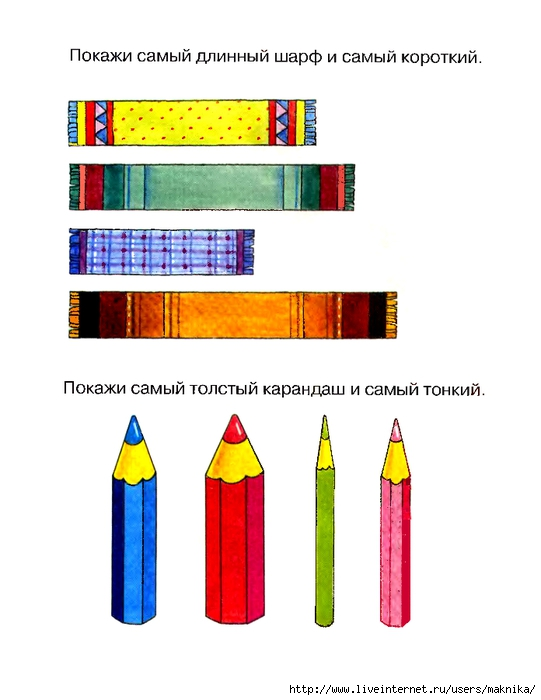 Покажи самый длинный шарф и самый короткий.
Покажи самый толстый карандаш и самый тонкий.
http://www.liveinternet.ru/users/maknika/